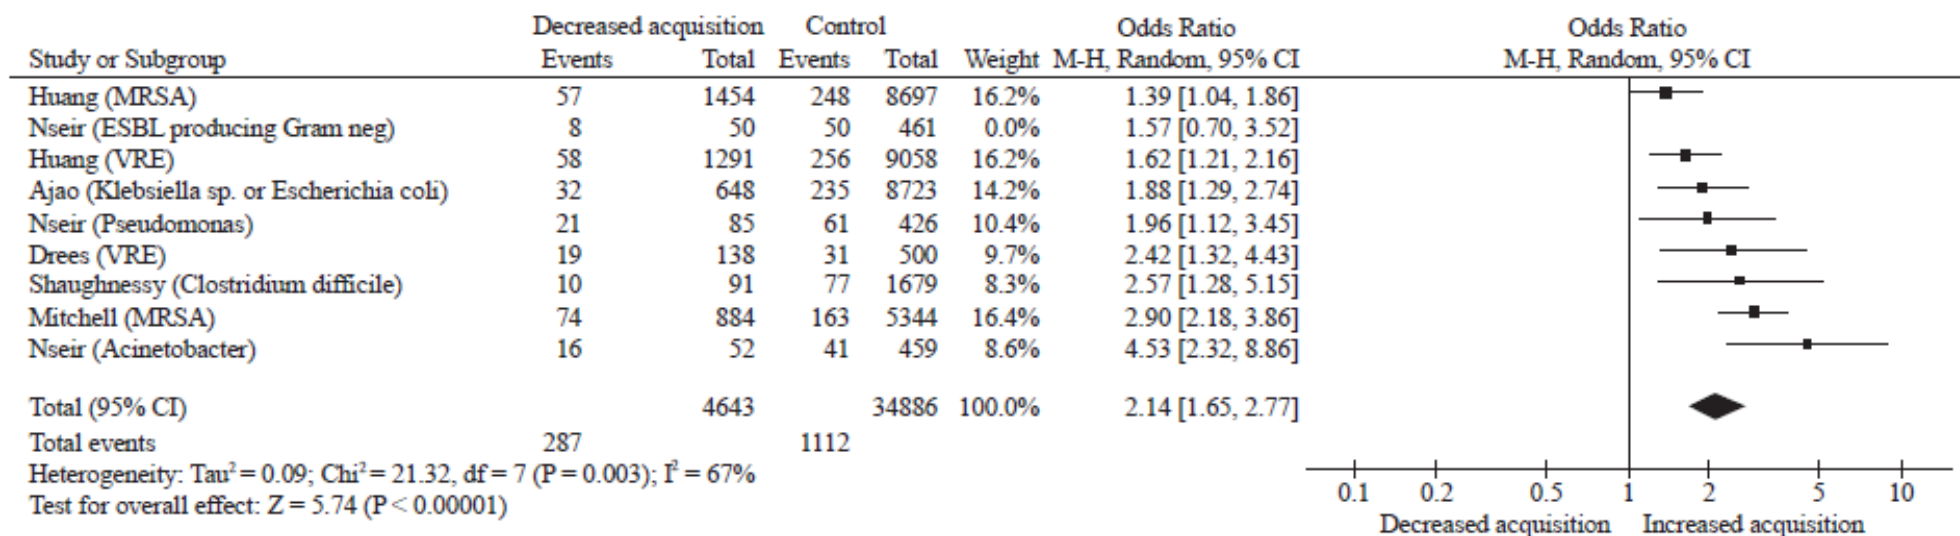 Decreased acquisition Control Odds Ratio Odds Ratio
Study or Subgroup Events Total Events Total Weight M-H, Random, 95% CI M-H, Random, 95% CI
Huang (MRSA) 57 1454 248 8697 16.2% 1.39 [1.04, 1.86]
Nseir (ESBL producing Gram neg) 8 50 50 461 0.0% 1.57 [0.70, 3.52]
Huang (VRE) 58 1291 256 9058 16.2% 1.62 [1.21, 2.16]
Ajao (Klebsiella sp. or Escherichia coli) 32 648 235 8723 14.2% 1.88 [1.29, 2.74]
Nseir (Pseudomonas) 21 85 61 426 10.4% 1.96 [1.12, 3.45]
Drees (VRE) 19 138 31 500 9.7% 2.42 [1.32, 4.43]
Shaughnessy (Clostridium difficile) 10 91 77 1679 8.3% 2.57 [1.28, 5.15]
Mitchell (MRSA) 74 884 163 5344 16.4% 2.90 [2.18, 3.86]
Nseir (Acinetobacter) 16 52 41 459 8.6% 4.53 [2.32, 8.86]
Total (95% CI) 4643 34886 100.0% 2.14 [1.65, 2.77]
Total events 287 1112
Heterogeneity: Tau² = 0.09; Chi² = 21.32, df = 7 (P = 0.003); I² = 67%
Test for overall effect: Z = 5.74 (P < 0.00001)
0.1 0.2 0.5 1 2 5 10
Decreased acquisition Increased acquisition